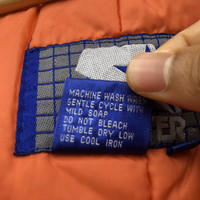 MACHINE WASH WARM
GENTLE CYCLE WITH
MILD SOAP
DO NOT BLEACH
TUMBLE DRY LOW
USE COOL IRON